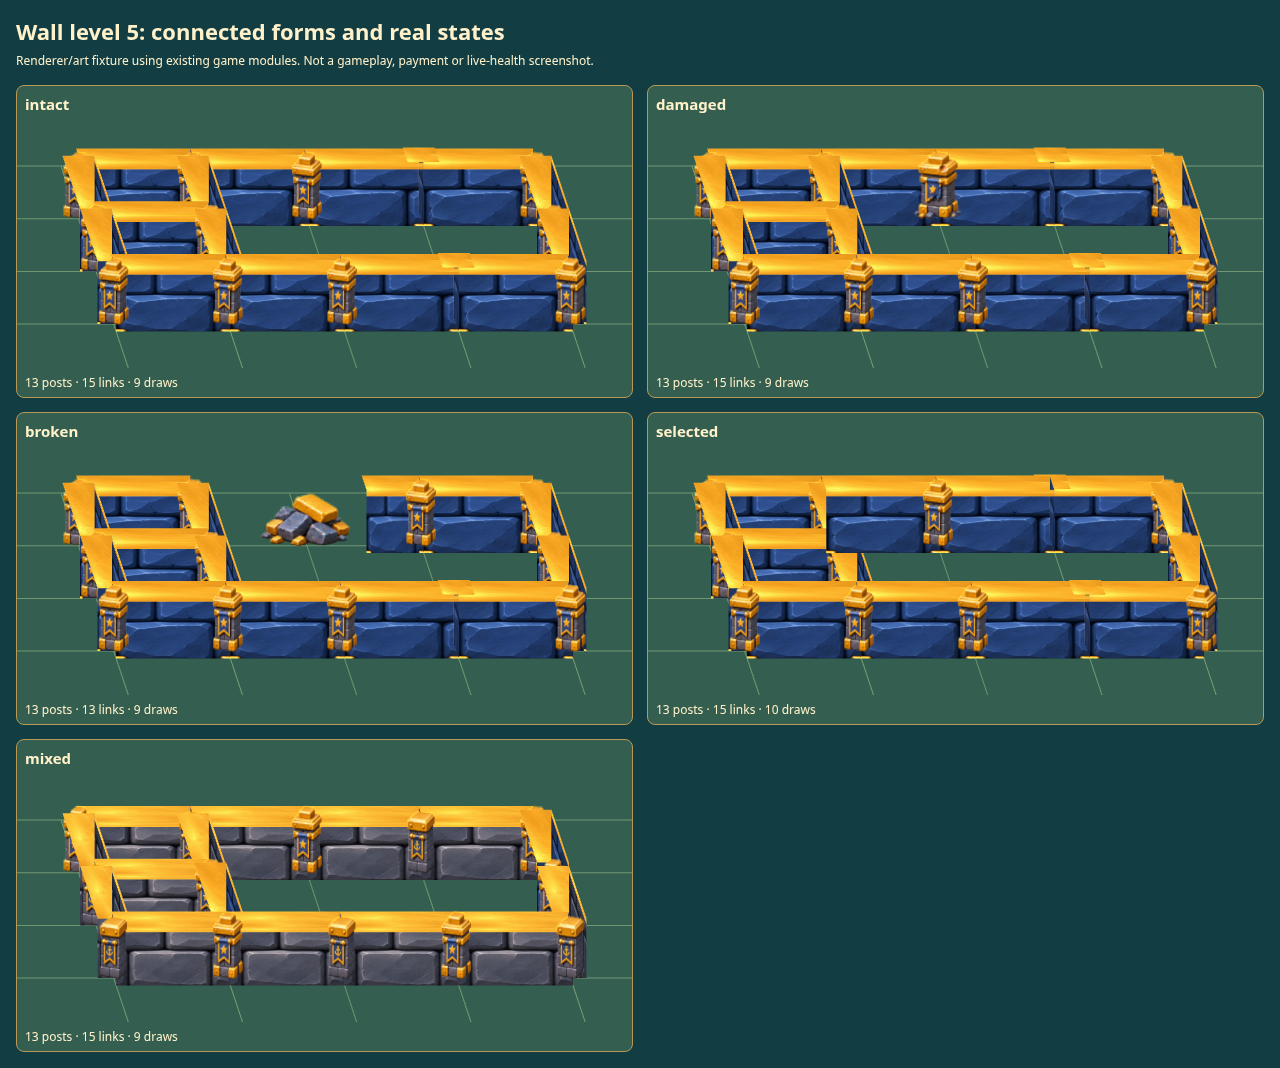 Wall level 5: connected forms and real states
Renderer/art fixture using existing game modules. Not a gameplay, payment or live-health screenshot.
intact
13 posts · 15 links · 9 draws
damaged
13 posts · 15 links · 9 draws
broken
13 posts · 13 links · 9 draws
selected
13 posts · 15 links · 10 draws
mixed
13 posts · 15 links · 9 draws